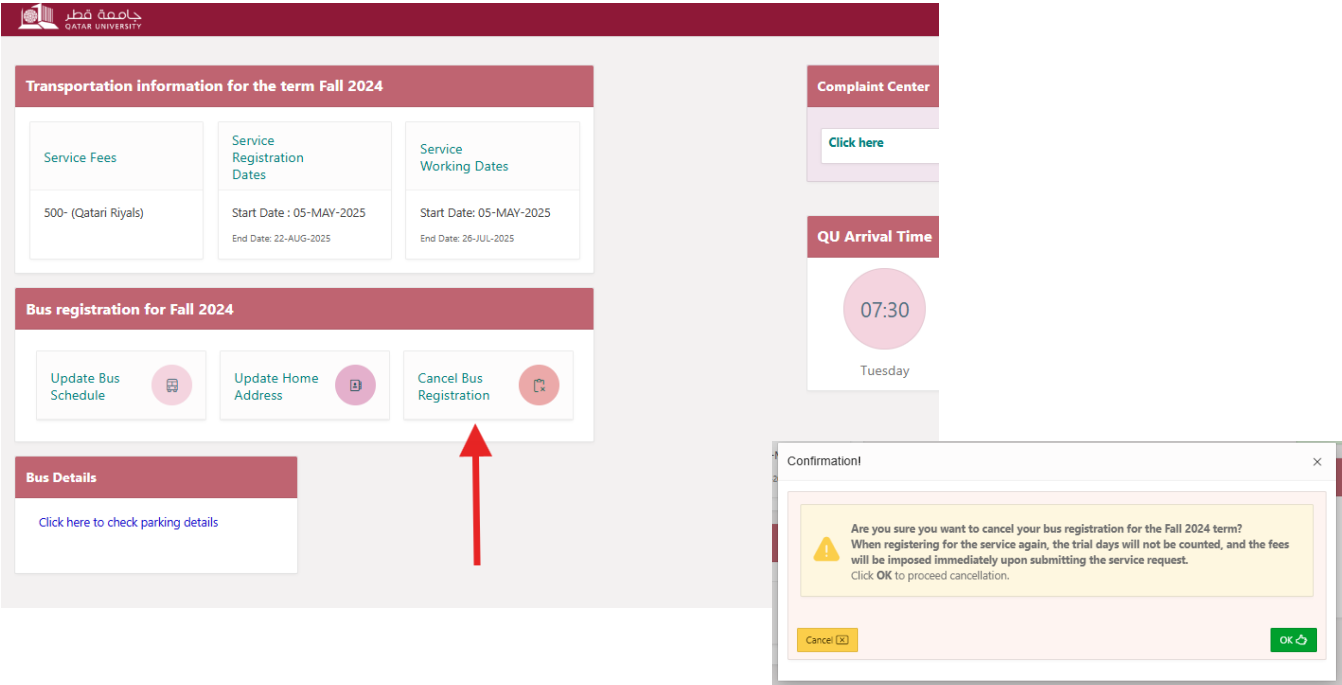 جامعة قطر
QATAR UNIVERSITY
Transportation information for the term Fall 2024
Service Fees
500- (Qatari Riyals)
Service
Registration
Dates
Start Date : 05-MAY-2025
End Date: 22-AUG-2025
Service
Working Dates
Start Date: 05-MAY-2025
End Date: 26-JUL-2025
Complaint Center
Click here
QU Arrival Time
07:30
Tuesday
Bus registration for Fall 2024
Update Bus
Schedule
Update Home
Address
Cancel Bus
Registration
Bus Details
Click here to check parking details
Confirmation!
Are you sure you want to cancel your bus registration for the Fall 2024 term?
When registering for the service again, the trial days will not be counted, and the fees
will be imposed immediately upon submitting the service request.
Click OK to proceed cancellation.
Cancel
OK